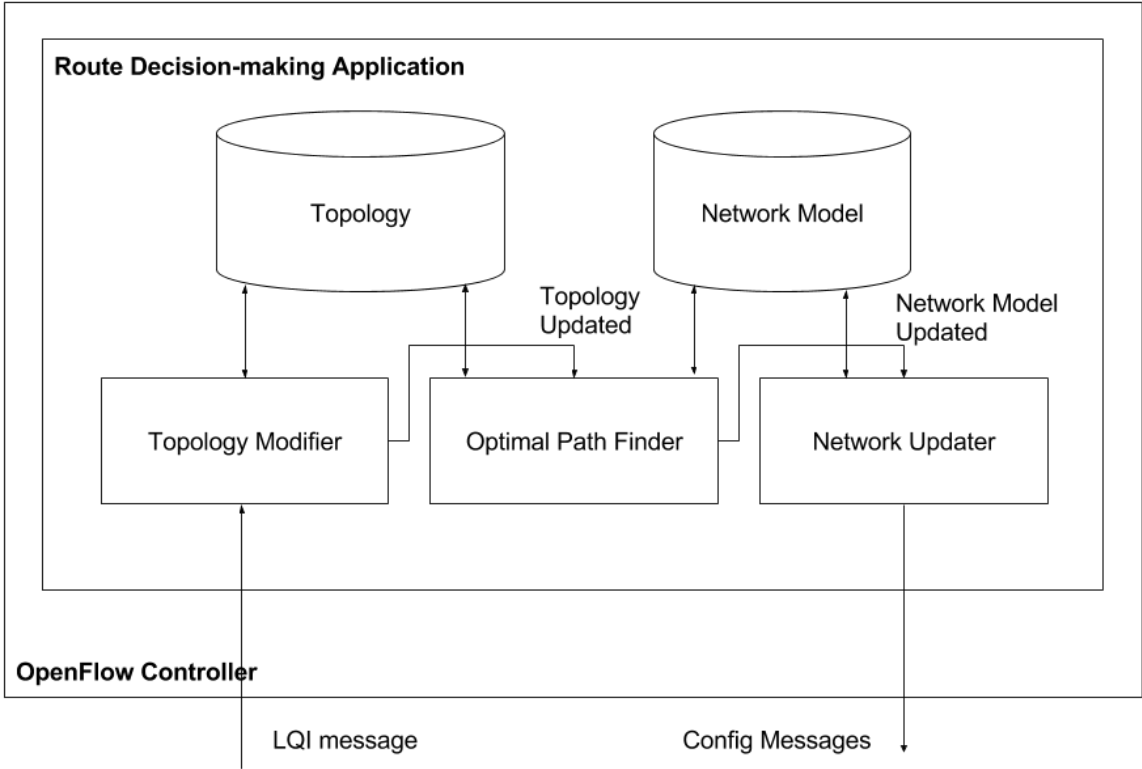 Route Decision-making Application
Topology
Network Model
Topology
Updated
Network Model
Updated
Topology Modifier
Optimal Path Finder
Network Updater
OpenFlow Controller
LQI message
Config Messages